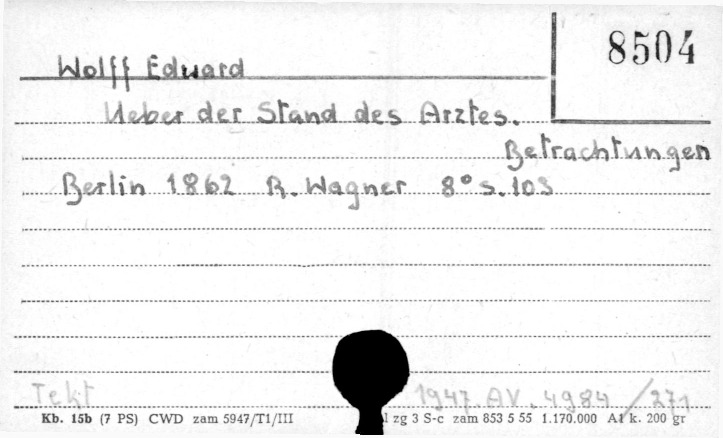 8504
Wolff Eduard
Ueber der Stand des Arztes.
Betrachtungen
Berlin 1862 R. Wagner 8° S. 103
Tekt
1947. AV. 4984/271
Kb. 15b (7 PS) CWD zam 5947/T1/III
zg 3 S-c zam 853 5 55 1.170.000 A1 k. 200 gr